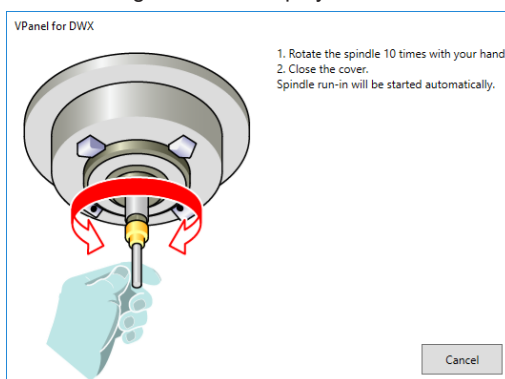 VPanel for DWX
1. Rotate the spindle 10 times with your hand
2. Close the cover.
Spindle run-in will be started automatically.
Cancel